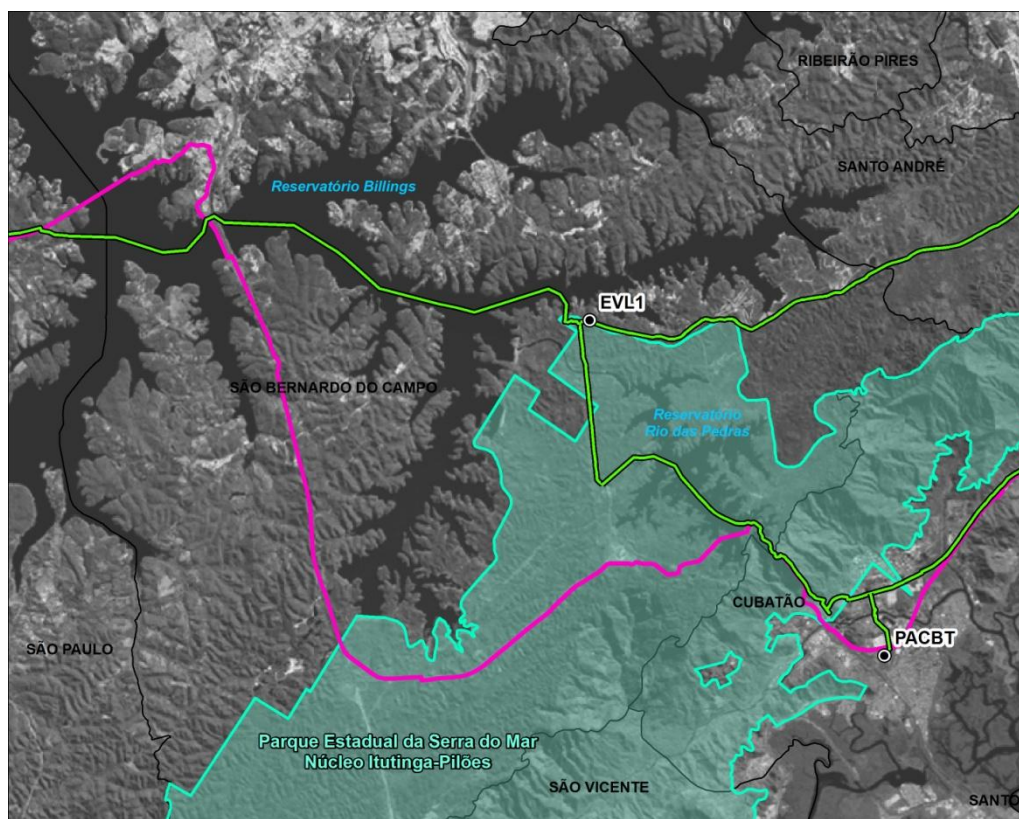 RIBEIRÃO PIRES
SANTO ANDRÉ
Reservatório Billings
EVL1
SÃO BERNARDO DO CAMPO
Reservatório
Rio das Pedras
CUBATÃO
PACBT
SÃO PAULO
Parque Estadual da Serra do Mar
Núcleo Itutinga-Pilões
SÃO VICENTE
SANTO